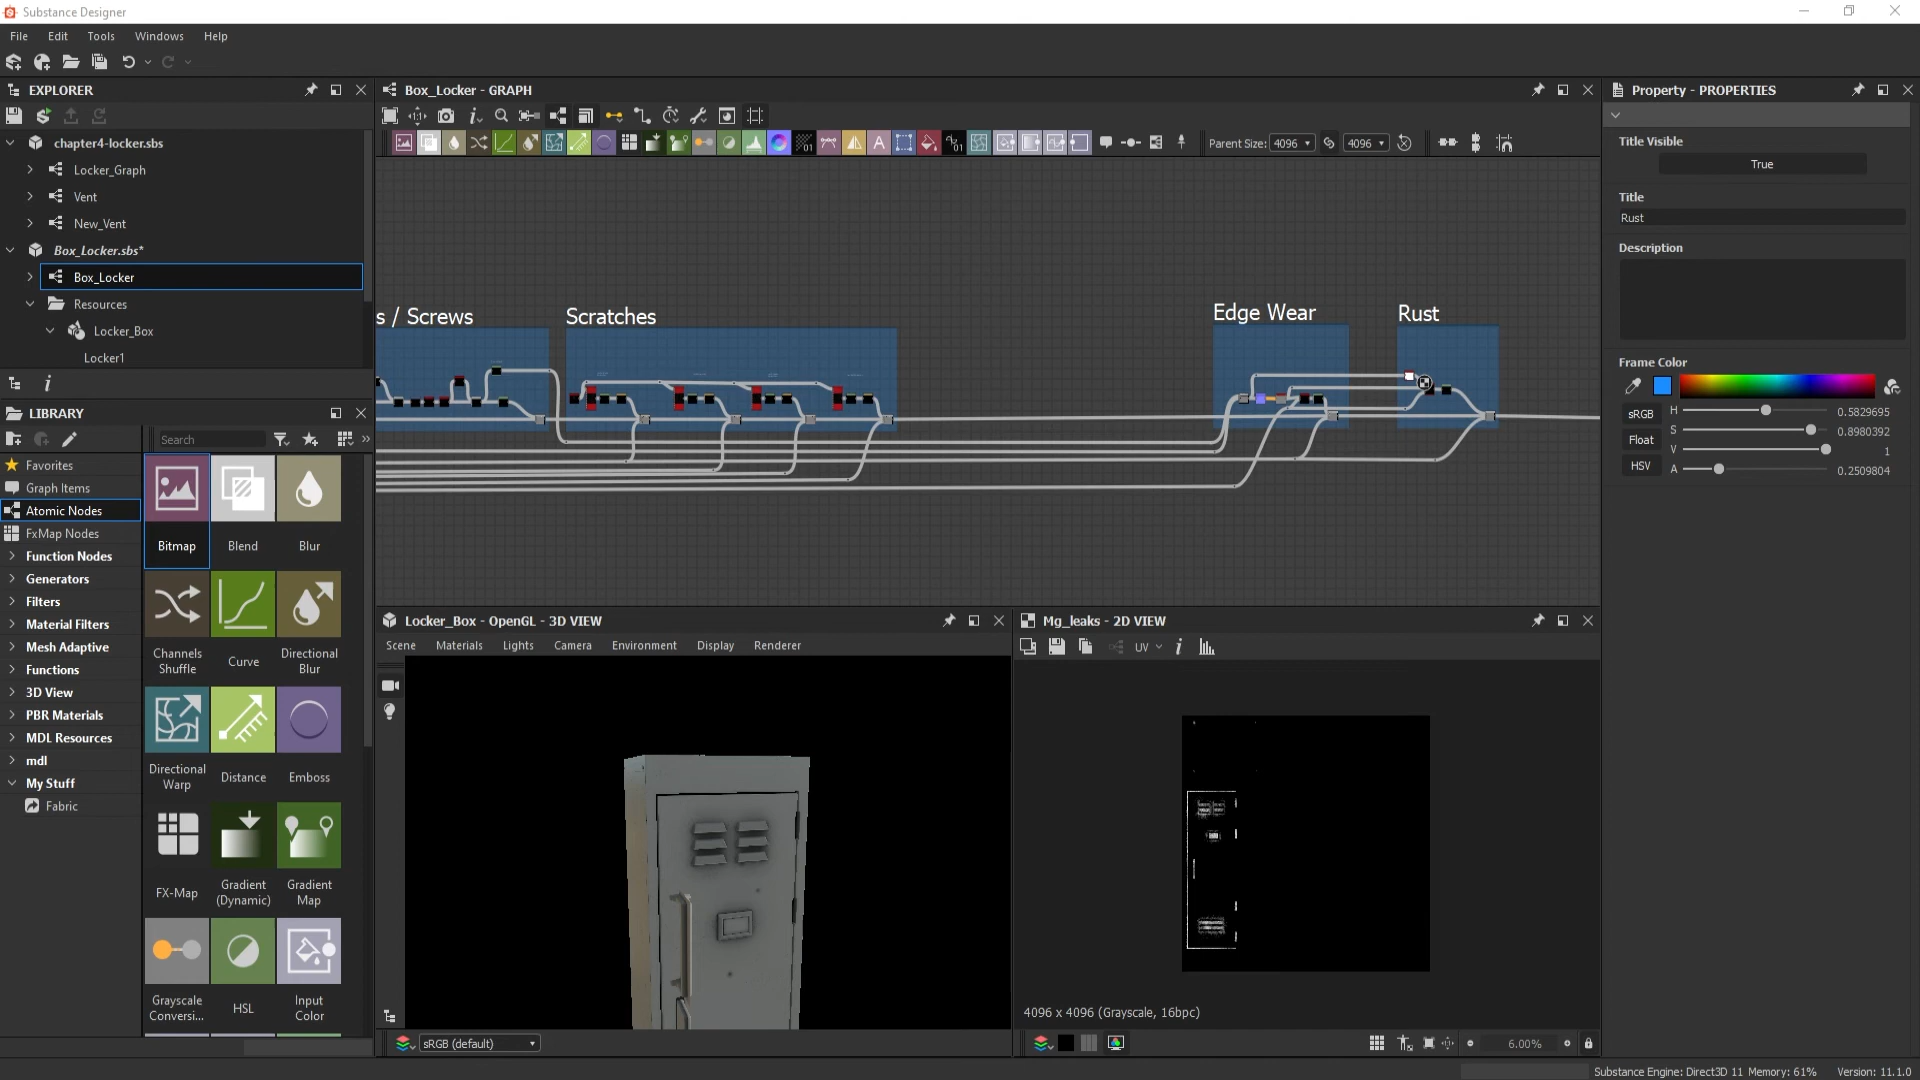 Substance Designer
File Edit Tools Windows Help
EXPLORER
chapter4-locker.sbs
Locker_Graph
Vent
New_Vent
Box_Locker.sbs*
Box_Locker
Resources
Locker_Box
Locker1
LIBRARY
Search
Favorites
Graph Items
Atomic Nodes
FxMap Nodes
Function Nodes
Generators
Filters
Material Filters
Mesh Adaptive
Functions
3D View
PBR Materials
MDL Resources
mdl
My Stuff
Fabric
Bitmap Blend Blur
Channels Shuffle Curve Directional Blur
Directional Warp Distance Emboss
FX-Map Gradient (Dynamic) Gradient Map
Grayscale Conversi... HSL Input Color
Box_Locker - GRAPH
Parent Size: 4096 4096
s / Screws Scratches Edge Wear Rust
Locker_Box - OpenGL - 3D VIEW
Scene Materials Lights Camera Environment Display Renderer
sRGB (default)
Mg_leaks - 2D VIEW
UV
4096 x 4096 (Grayscale, 16bpc)
6.00%
Property - PROPERTIES
Title Visible
True
Title
Rust
Description
Frame Color
sRGB
Float
HSV
H 0.5829695
S 0.8980392
V 1
A 0.2509804
Substance Engine: Direct3D 11 Memory: 61% Version: 11.1.0